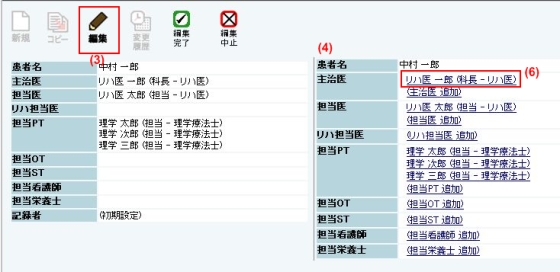 新規 コピー 編集 変更履歴 編集完了 編集中止
(3)
患者名 中村 一郎
主治医 リハ医 一郎 (科長 - リハ医)
担当医 リハ医 太郎 (担当 - リハ医)
リハ担当医
担当PT 理学 太郎 (担当 - 理学療法士)
理学 次郎 (担当 - 理学療法士)
理学 三郎 (担当 - 理学療法士)
担当OT
担当ST
担当看護師
担当栄養士
記録者 (初期設定)
(4)
患者名 中村 一郎
主治医 リハ医 一郎 (科長 - リハ医) (6)
(主治医 追加)
担当医 リハ医 太郎 (担当 - リハ医)
(担当医 追加)
リハ担当医 (リハ担当医 追加)
担当PT 理学 太郎 (担当 - 理学療法士)
理学 次郎 (担当 - 理学療法士)
理学 三郎 (担当 - 理学療法士)
(担当PT 追加)
担当OT (担当OT 追加)
担当ST (担当ST 追加)
担当看護師 (担当看護師 追加)
担当栄養士 (担当栄養士 追加)